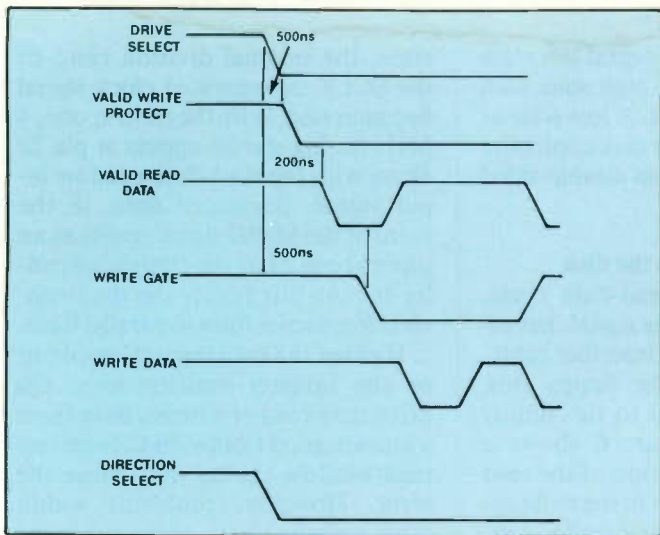 DRIVE
SELECT
500ns
VALID WRITE
PROTECT
200ns
VALID READ
DATA
500ns
WRITE GATE
WRITE DATA
DIRECTION
SELECT